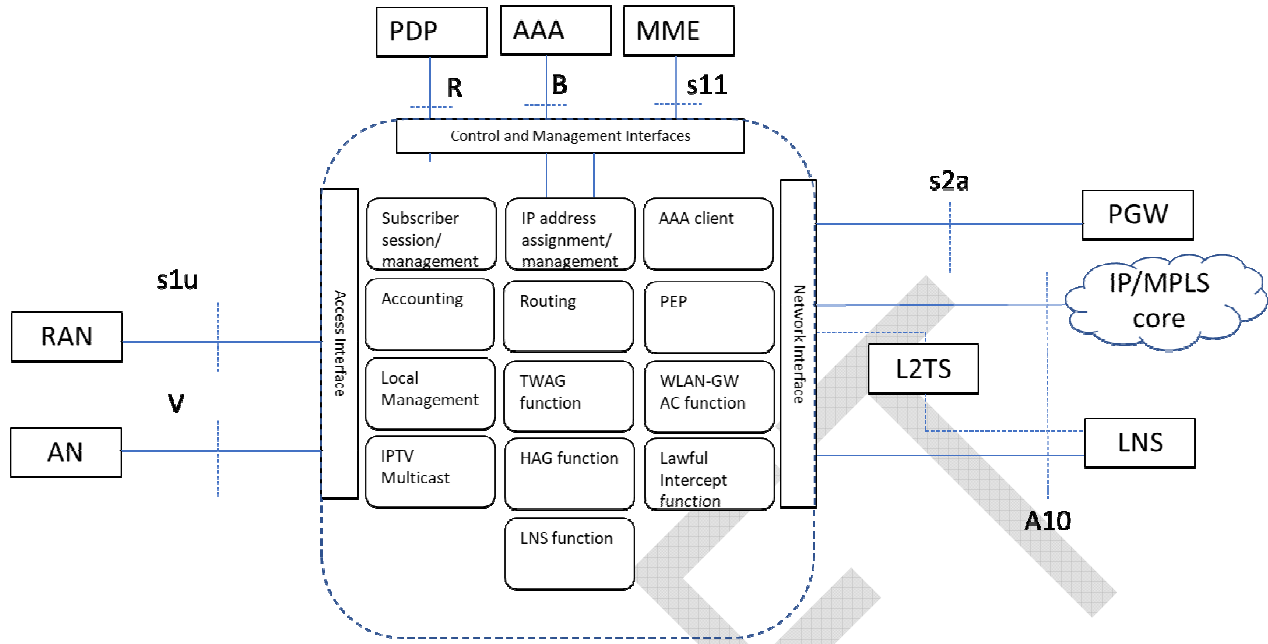 PDP
AAA
MME
R
B
s11
Control and Management Interfaces
s2a
PGW
Subscriber
session/
management
IP address
assignment/
management
AAA client
s1u
Access Interface
Network Interface
IP/MPLS
core
Accounting
Routing
PEP
RAN
L2TS
Local
Management
TWAG
function
WLAN-GW
AC function
V
AN
LNS
IPTV
Multicast
HAG function
Lawful
Intercept
function
A10
LNS function